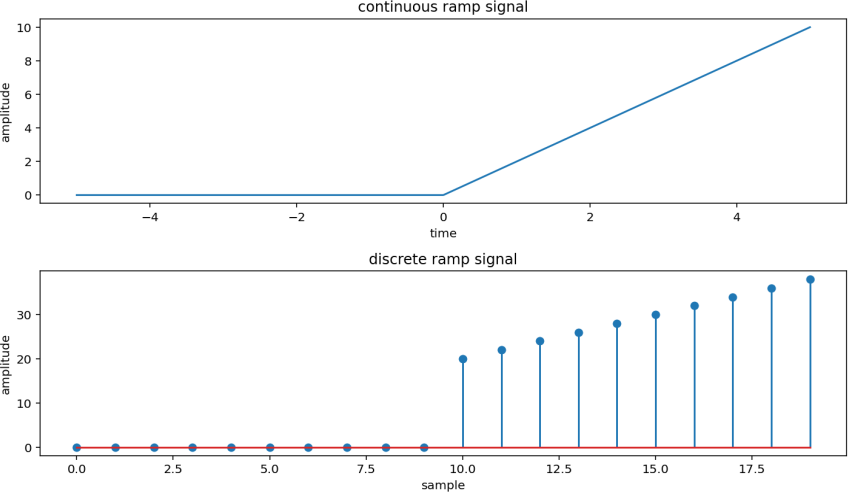 continuous ramp signal
10
8
6
4
2
0
amplitude
−4 −2 0 2 4
time
discrete ramp signal
30
20
10
0
amplitude
0.0 2.5 5.0 7.5 10.0 12.5 15.0 17.5
sample